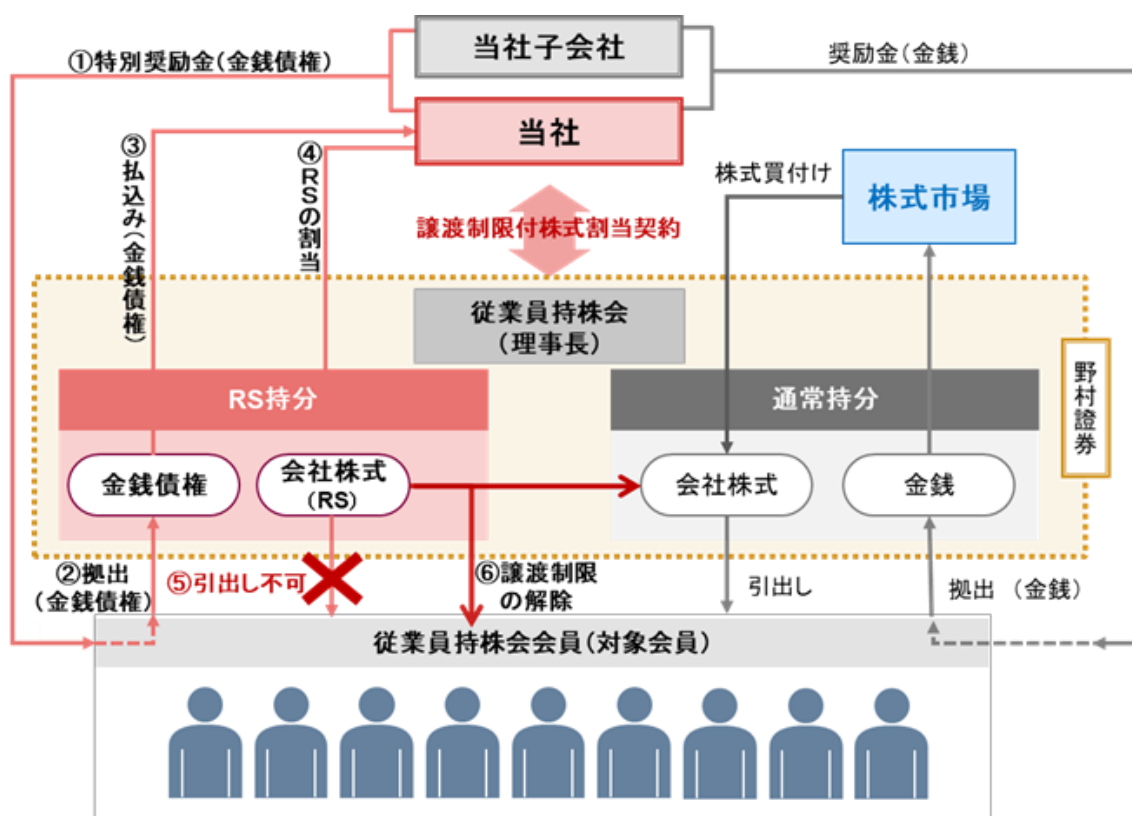 当社子会社
①特別奨励金(金銭債権)
奨励金(金銭)
当社
③払込み(金銭債権)
④RSの割当
株式買付け
株式市場
譲渡制限付株式割当契約
従業員持株会
(理事長)
野村證券
RS持分
通常持分
金銭債権
会社株式
(RS)
会社株式
金銭
②拠出
(金銭債権)
⑤引出し不可
⑥譲渡制限
の解除
引出し
拠出 (金銭)
従業員持株会会員(対象会員)